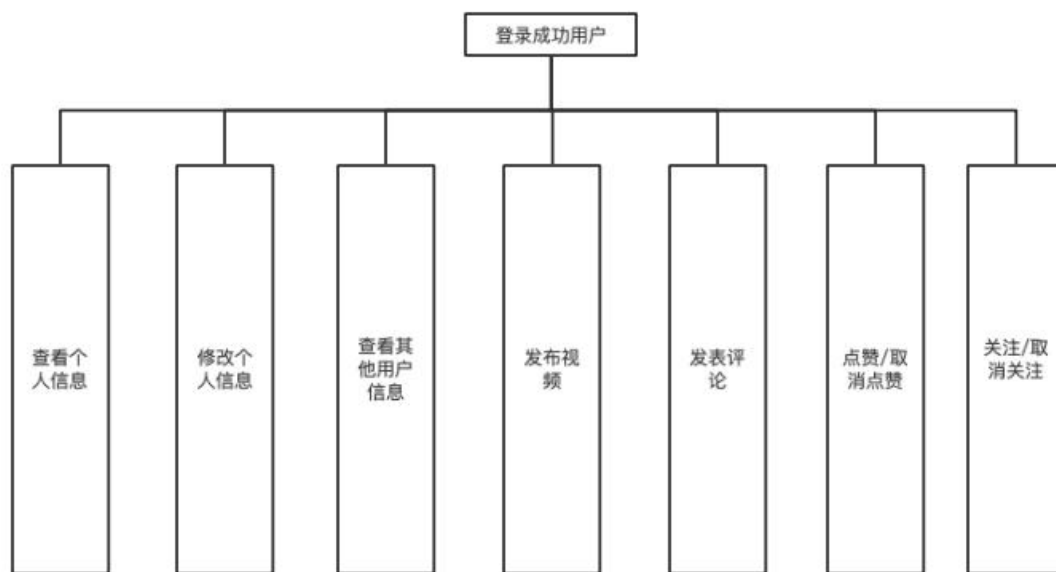 登录成功用户
查看个
人信息
修改个
人信息
查看其
他用户
信息
发布视
频
发表评
论
点赞/取
消点赞
关注/取
消关注